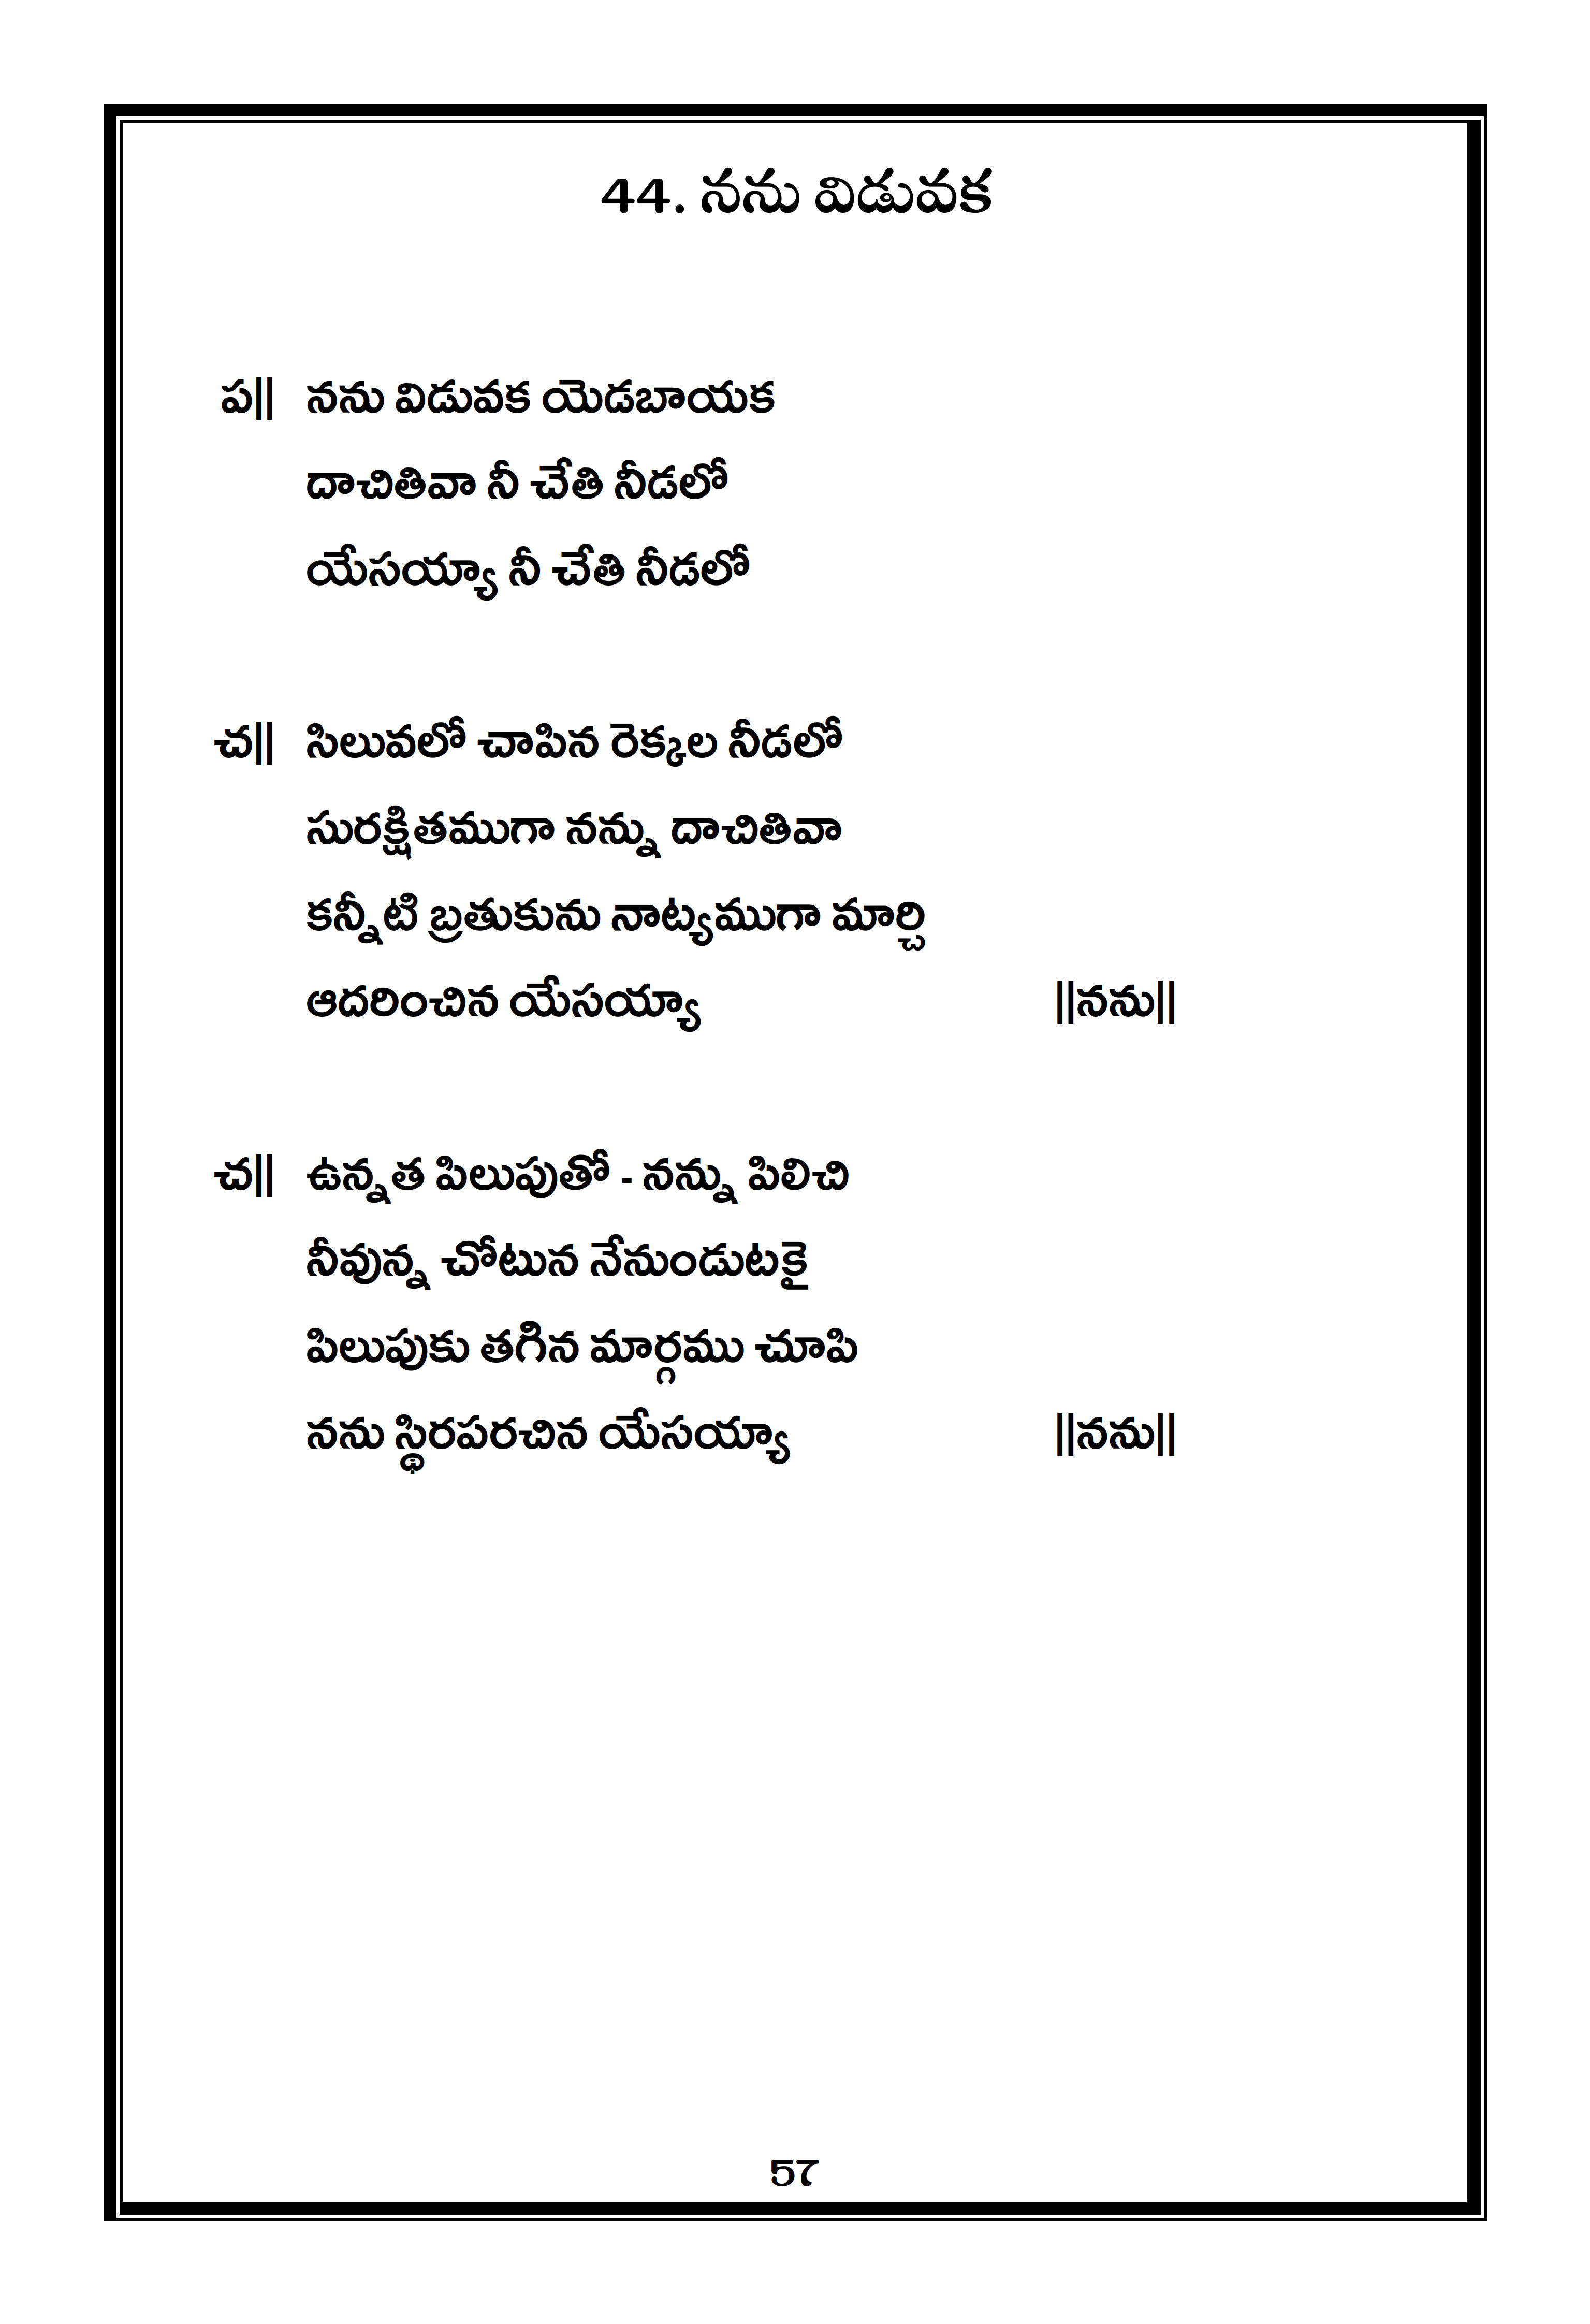 44. నను విడువక
ప|| నను విడువక యెడబాయక
దాచితివా నీ చేతి నీడలో
యేసయ్యా నీ చేతి నీడలో
చ|| సిలువలో చాపిన రెక్కల నీడలో
సురక్షితముగా నన్ను దాచితివా
కన్నీటి బ్రతుకును నాట్యముగా మార్చి
ఆదరించిన యేసయ్యా ||నను||
చ|| ఉన్నత పిలుపుతో - నన్ను పిలిచి
నీవున్న చోటున నేనుండుటకై
పిలుపుకు తగిన మార్గము చూపి
నను స్థిరపరచిన యేసయ్యా ||నను||
57